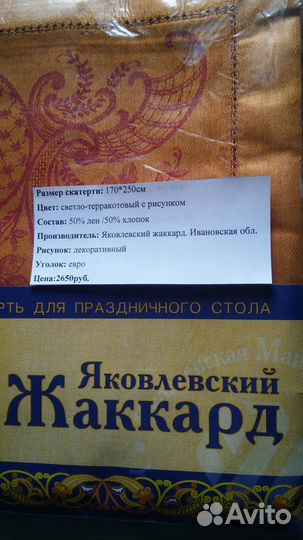 Размер скатерти: 170*250см
Цвет: светло-терракотовый с рисунком
Состав: 50% лен /50% хлопок
Производитель: Яковлевский жаккард. Ивановская обл.
Рисунок: декоративный
Уголок: евро
Цена:2650руб.
РТЬ ДЛЯ ПРАЗДНИЧНОГО СТОЛА
Яковлевский
Жаккард
Avito